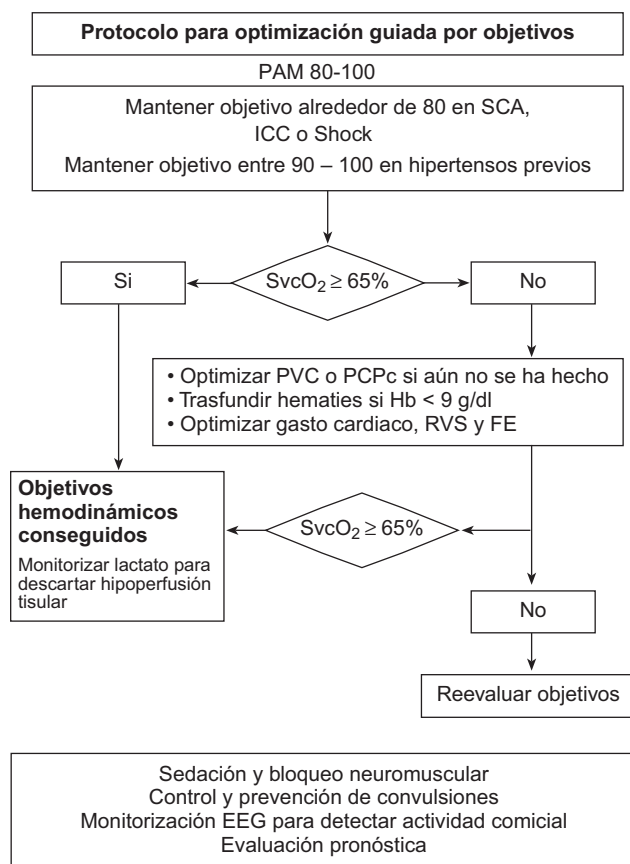 Protocolo para optimización guiada por objetivos
PAM 80-100
Mantener objetivo alrededor de 80 en SCA,
ICC o Shock
Mantener objetivo entre 90 – 100 en hipertensos previos
Si
SvcO2 ≥ 65%
No
• Optimizar PVC o PCPc si aún no se ha hecho
• Trasfundir hematies si Hb < 9 g/dl
• Optimizar gasto cardiaco, RVS y FE
Objetivos
hemodinámicos
conseguidos
Monitorizar lactato para
descartar hipoperfusión
tisular
SvcO2 ≥ 65%
No
Reevaluar objetivos
Sedación y bloqueo neuromuscular
Control y prevención de convulsiones
Monitorización EEG para detectar actividad comicial
Evaluación pronóstica